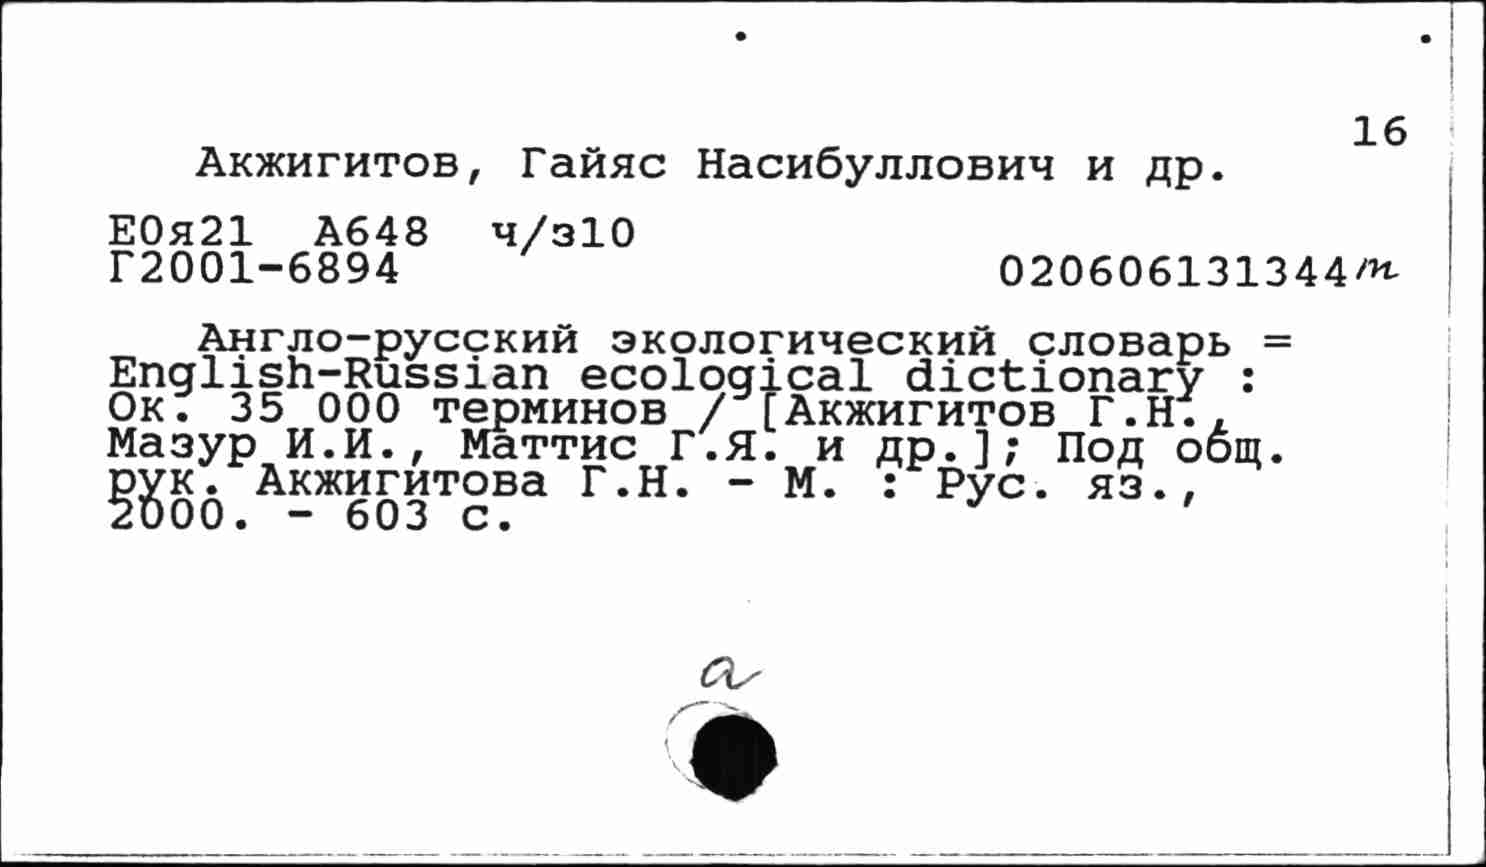 16
Акжигитов, Гайяс Насибуллович и др.
Е0я21 А648 ч/з10
Г2001-6894 020606131344 т
Англо-русский экологический словарь =
English-Russian ecological dictionary :
Ок. 35 000 терминов / [Акжигитов Г.Н.,
Мазур И.И., Маттис Г.Я. и др.]; Под общ.
рук. Акжигитова Г.Н. - М. : Рус. яз.,
2000. - 603 с.
а